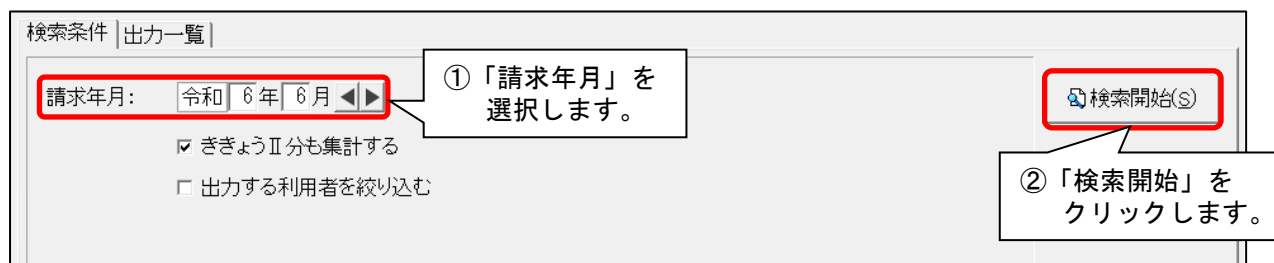 検索条件 出力一覧
請求年月: 令和 6年 6月
①「請求年月」を
選択します。
検索開始(S)
ききょうⅡ分も集計する
出力する利用者を絞り込む
②「検索開始」を
クリックします。